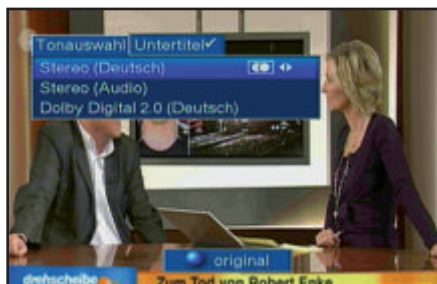 Tonauswahl Untertitel✓
Stereo (Deutsch)
Stereo (Audio)
Dolby Digital 2.0 (Deutsch)
original
drehscheibe
Zum Tod von Robert Enke